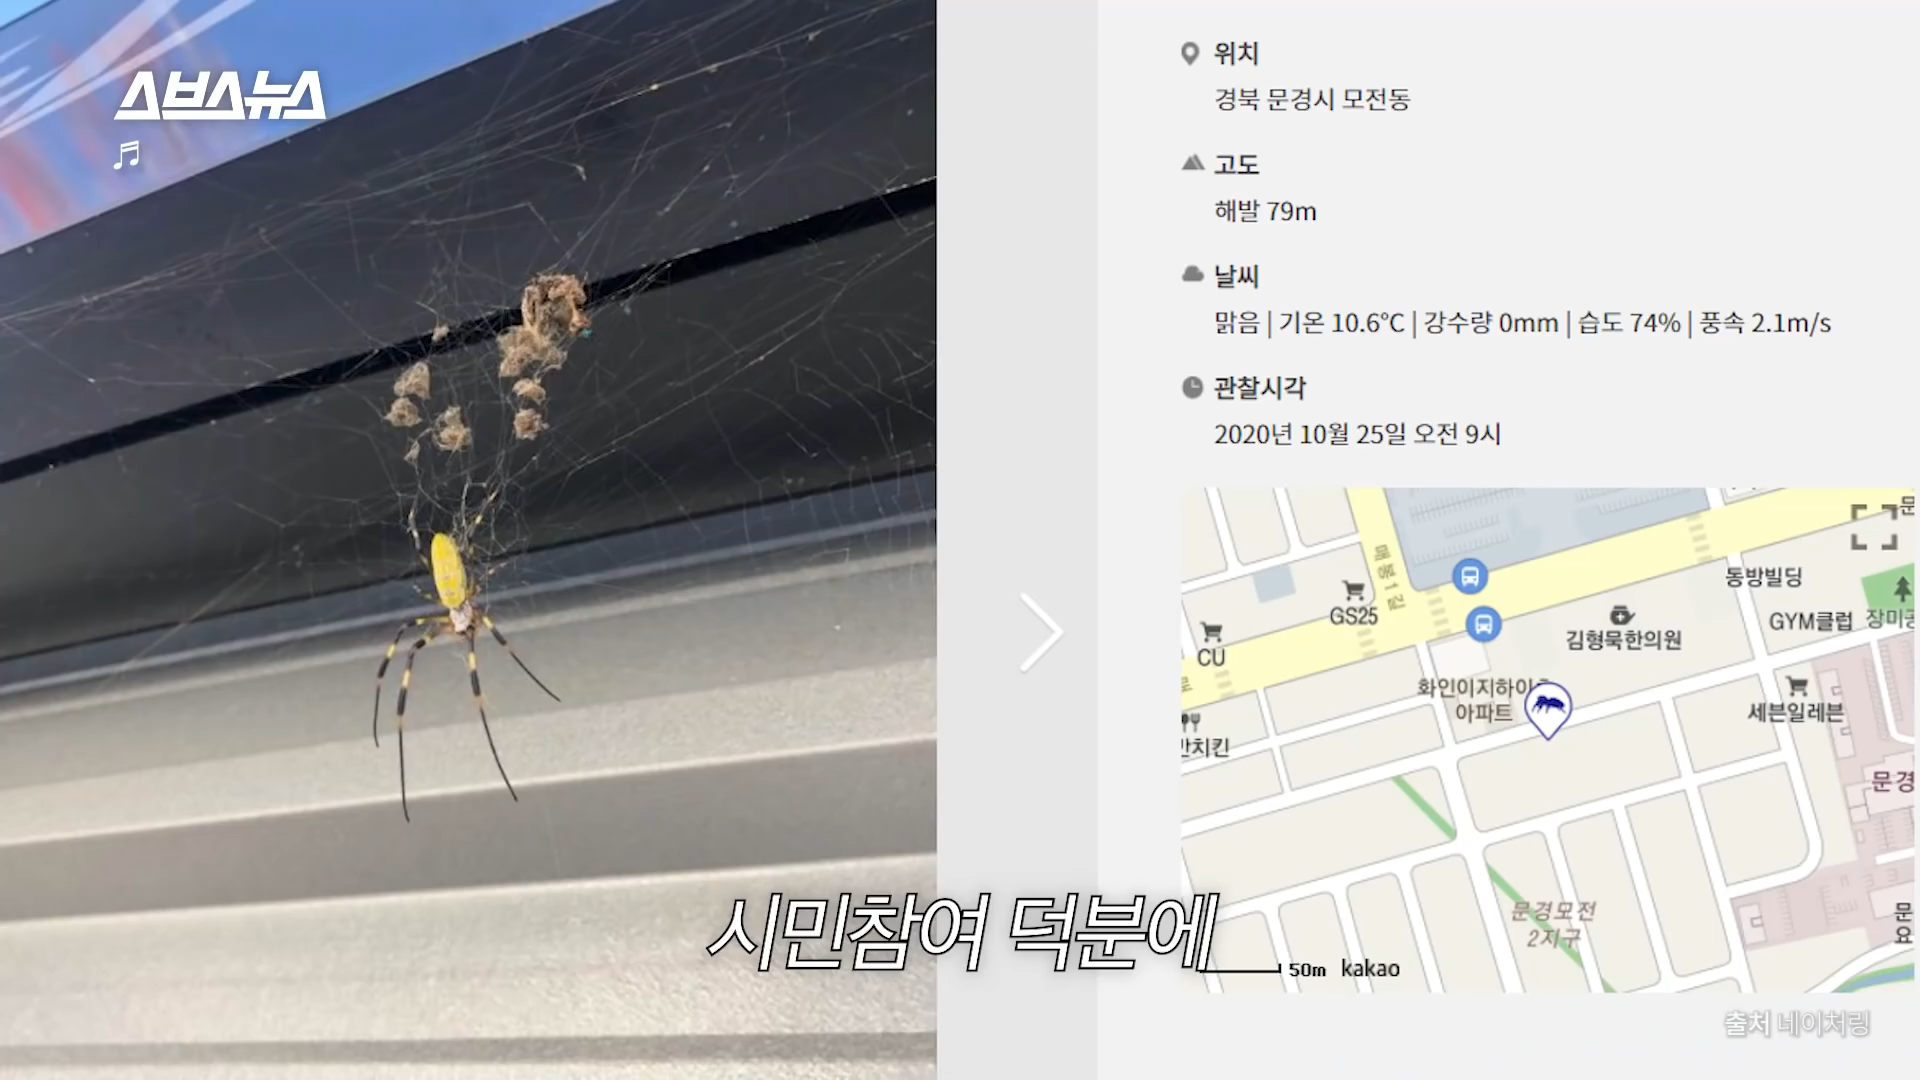 스브스뉴스
위치
경북 문경시 모전동
고도
해발 79m
날씨
맑음 | 기온 10.6℃ | 강수량 0mm | 습도 74% | 풍속 2.1m/s
관찰시각
2020년 10월 25일 오전 9시
매봉1길
동방빌딩
GS25
GYM클럽
김형묵한의원
CU
화인이지하이츠
아파트
세븐일레븐
문경
문경모전
2지구
50m kakao
시민참여 덕분에
출처 네이처링